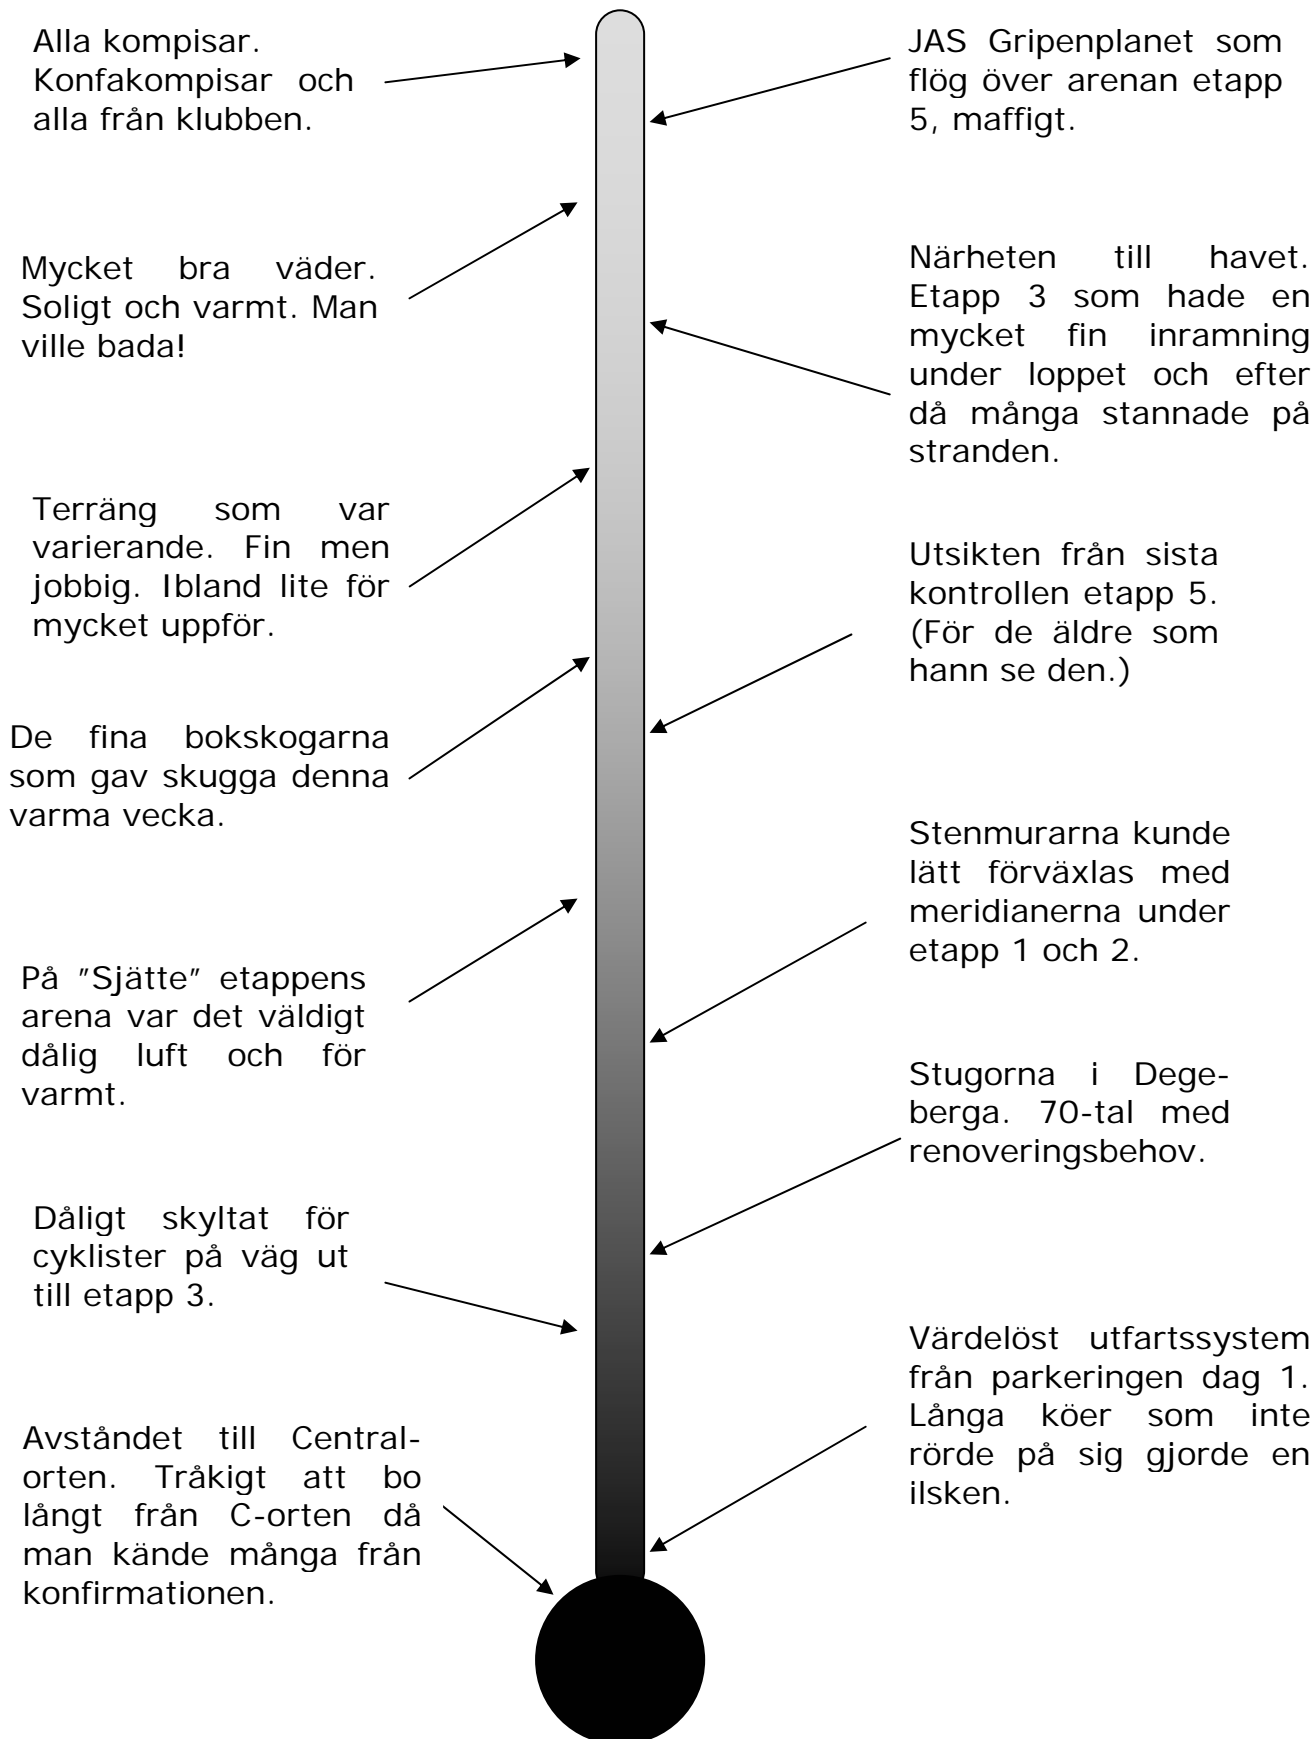 Alla kompisar.
Konfakompisar och
alla från klubben.
JAS Gripenplanet som
flög över arenan etapp
5, maffigt.
Mycket bra väder.
Soligt och varmt. Man
ville bada!
Närheten till havet.
Etapp 3 som hade en
mycket fin inramning
under loppet och efter
då många stannade på
stranden.
Terräng som var
varierande. Fin men
jobbig. Ibland lite för
mycket uppför.
Utsikten från sista
kontrollen etapp 5.
(För de äldre som
hann se den.)
De fina bokskogarna
som gav skugga denna
varma vecka.
Stenmurarna kunde
lätt förväxlas med
meridianerna under
etapp 1 och 2.
På ”Sjätte” etappens
arena var det väldigt
dålig luft och för
varmt.
Stugorna i Dege-
berga. 70-tal med
renoveringsbehov.
Dåligt skyltat för
cyklister på väg ut
till etapp 3.
Värdelöst utfartssystem
från parkeringen dag 1.
Långa köer som inte
rörde på sig gjorde en
ilsken.
Avståndet till Central-
orten. Tråkigt att bo
långt från C-orten då
man kände många från
konfirmationen.